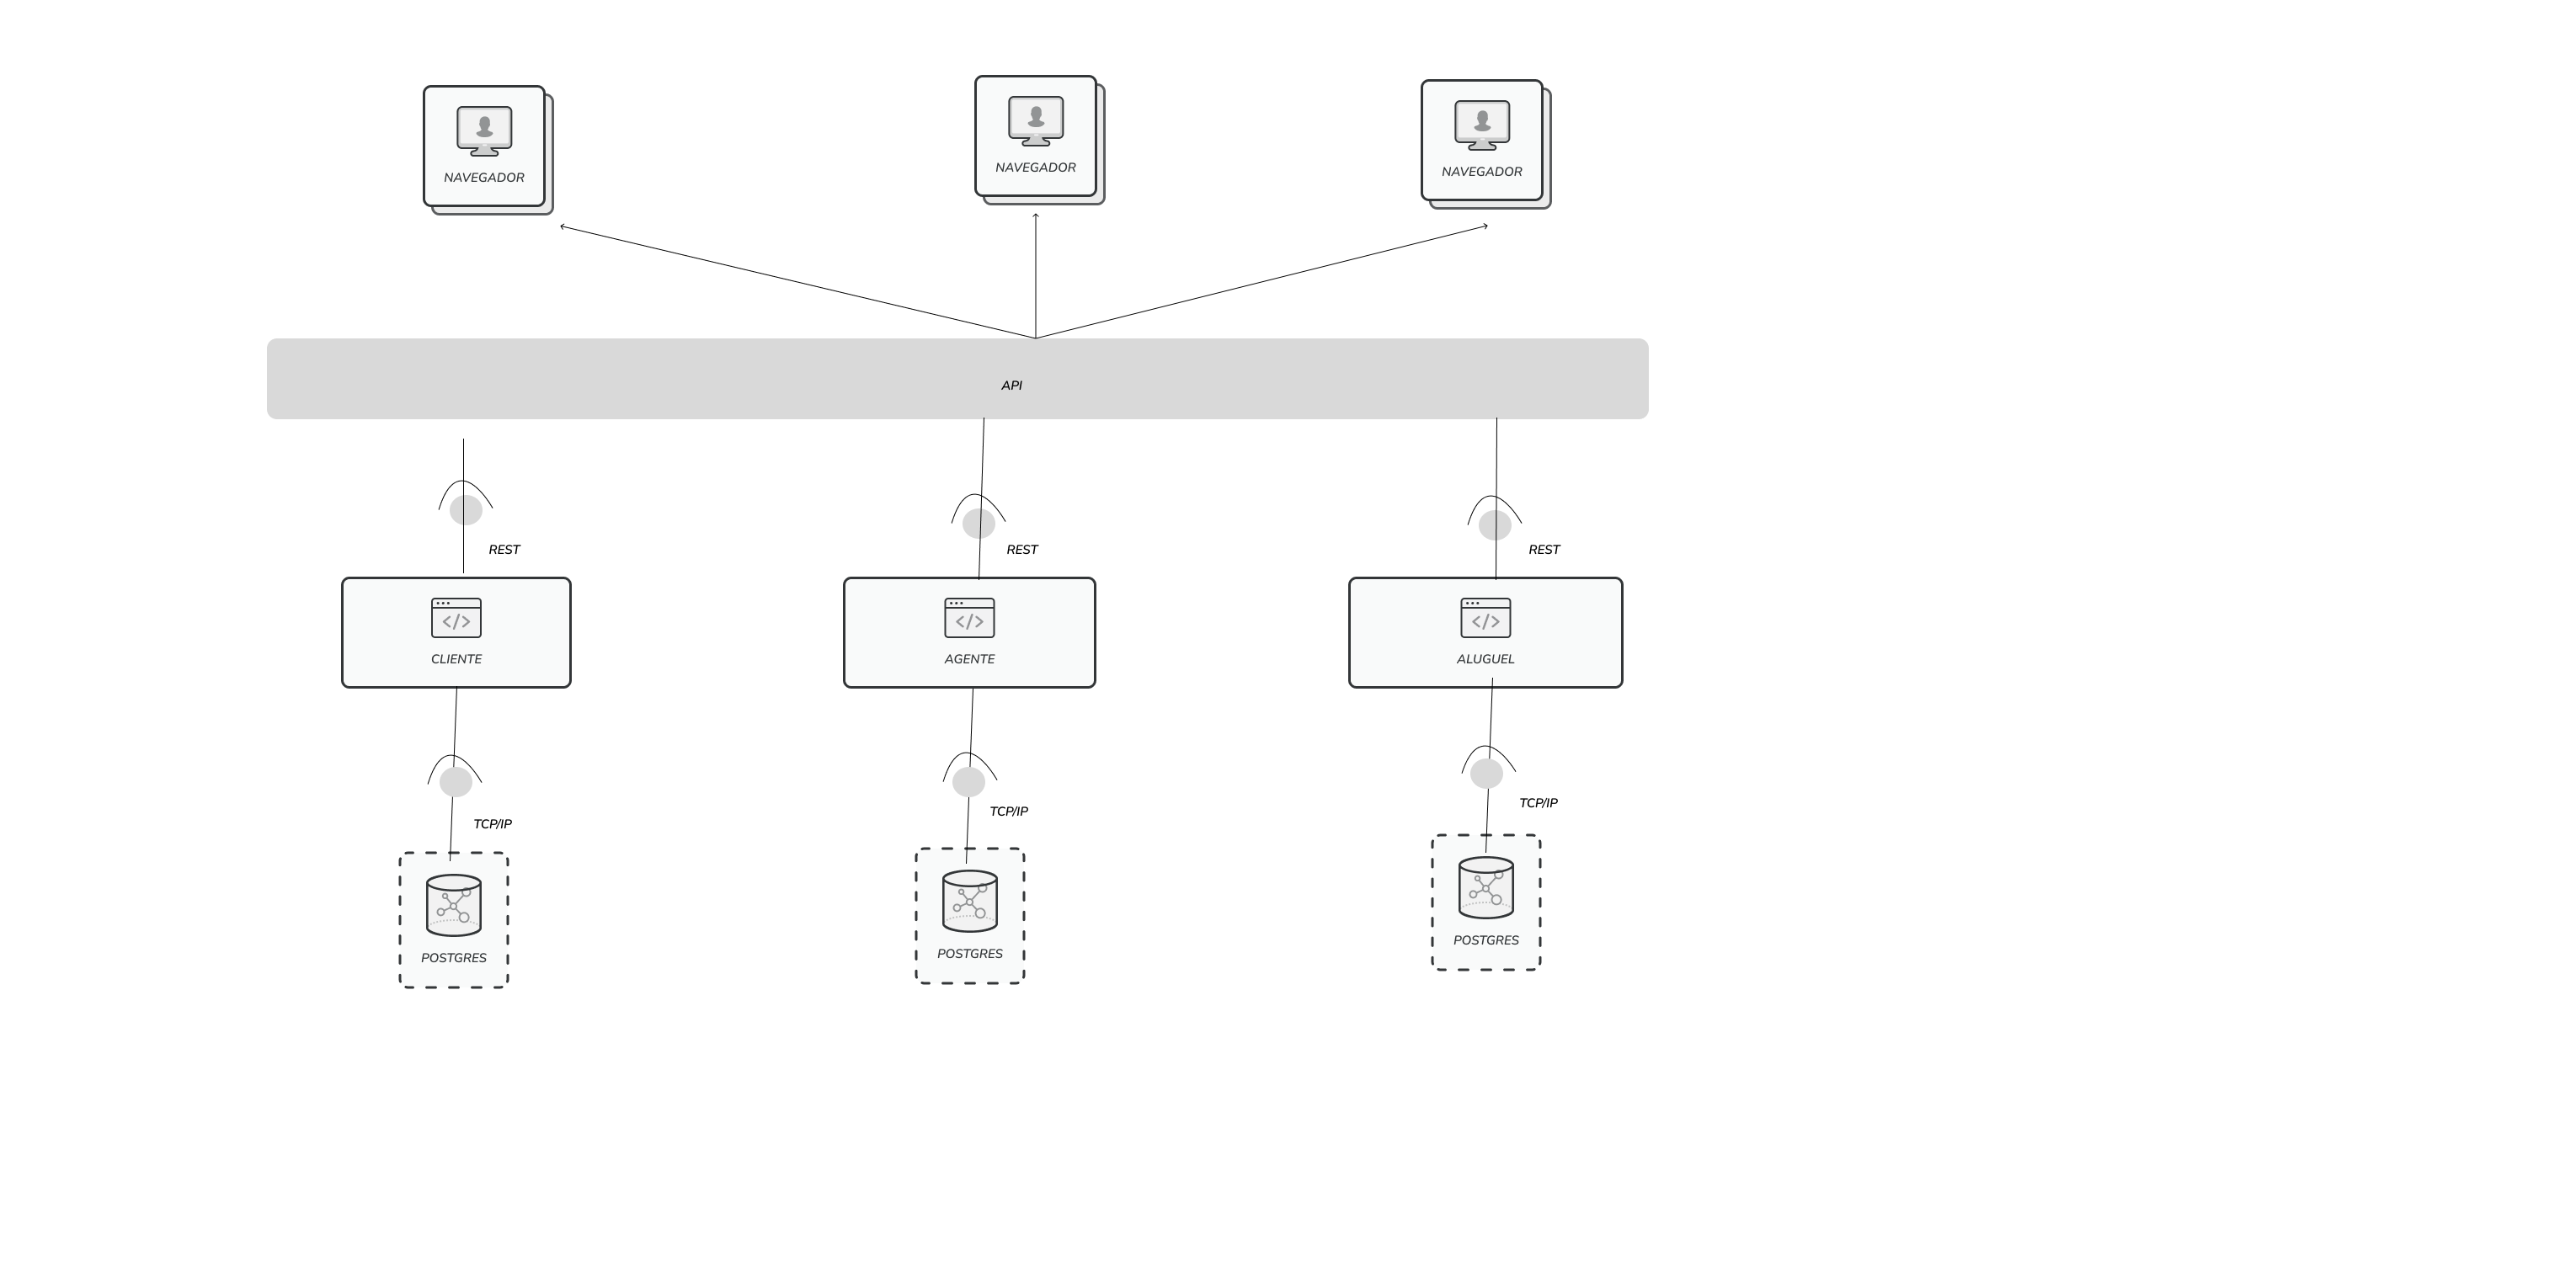 NAVEGADOR
NAVEGADOR
NAVEGADOR
API
REST
REST
REST
CLIENTE
AGENTE
ALUGUEL
TCP/IP
TCP/IP
TCP/IP
POSTGRES
POSTGRES
POSTGRES